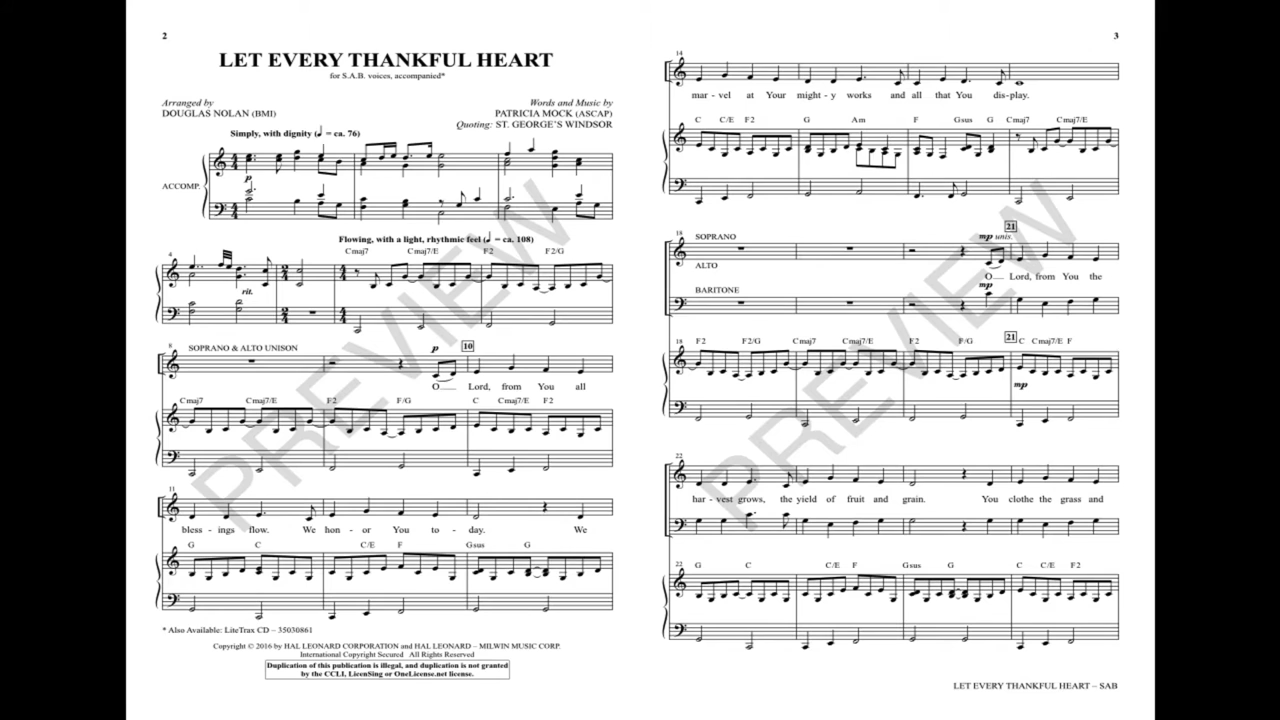 2
LET EVERY THANKFUL HEART
for S.A.B. voices, accompanied*
Arranged by
DOUGLAS NOLAN (BMI)
Words and Music by
PATRICIA MOCK (ASCAP)
Quoting: ST. GEORGE'S WINDSOR
Simply, with dignity (♩ = ca. 76)
ACCOMP.
p
Flowing, with a light, rhythmic feel (♩ = ca. 108)
4
Cmaj7 Cmaj7/E F2 F2/G
rit.
8 SOPRANO & ALTO UNISON p 10
O Lord, from You all
Cmaj7 Cmaj7/E F2 F/G C Cmaj7/E F2
11
bless - ings flow. We hon - or You to - day. We
G C C/E F Gsus G
* Also Available: LiteTrax CD – 35030861
Copyright © 2016 by HAL LEONARD CORPORATION and HAL LEONARD – MILWIN MUSIC CORP.
International Copyright Secured All Rights Reserved
Duplication of this publication is illegal, and duplication is not granted
by the CCLI, LicenSing or OneLicense.net license.
PREVIEW
3
14
mar - vel at Your might - y works and all that You dis-play.
C C/E F2 G Am F Gsus G Cmaj7 Cmaj7/E
18 SOPRANO mp unis. 21
ALTO
O Lord, from You the
BARITONE mp
18 F2 F2/G Cmaj7 Cmaj7/E F2 F/G 21 C Cmaj7/E F
mp
22
har - vest grows, the yield of fruit and grain. You clothe the grass and
22 G C C/E F Gsus G C C/E F2
LET EVERY THANKFUL HEART – SAB
PREVIEW